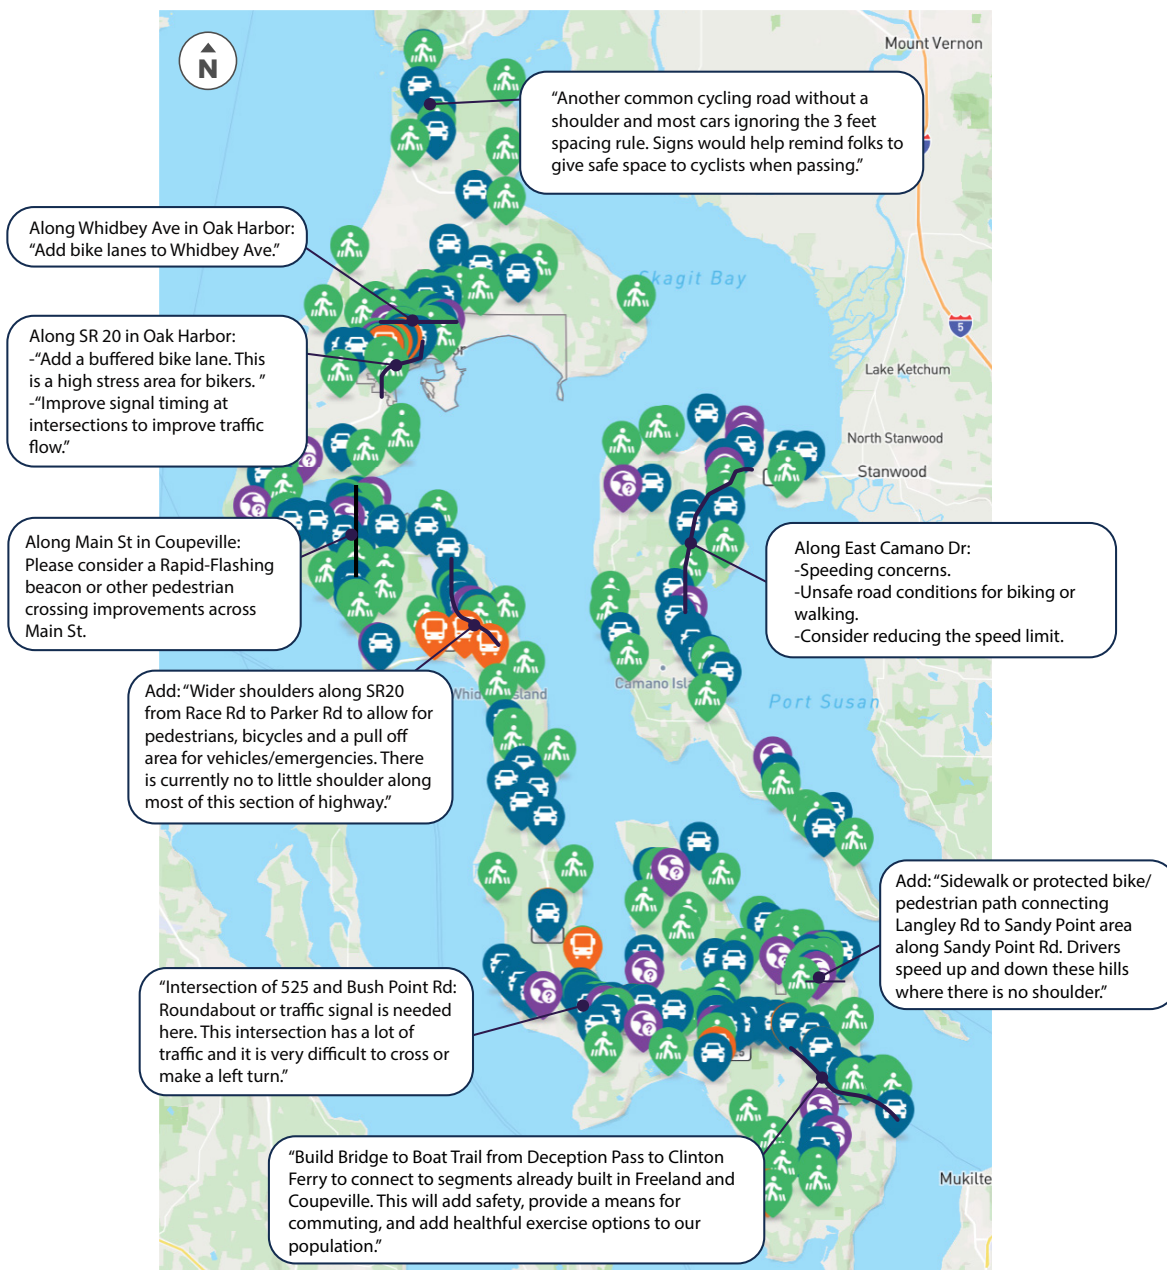 N
Mount Vernon
“Another common cycling road without a
shoulder and most cars ignoring the 3 feet
spacing rule. Signs would help remind folks to
give safe space to cyclists when passing.”
Along Whidbey Ave in Oak Harbor:
“Add bike lanes to Whidbey Ave.”
Skagit Bay
5
Along SR 20 in Oak Harbor:
-“Add a buffered bike lane. This
is a high stress area for bikers. ”
-“Improve signal timing at
intersections to improve traffic
flow.”
Lake Ketchum
North Stanwood
Stanwood
Along Main St in Coupeville:
Please consider a Rapid-Flashing
beacon or other pedestrian
crossing improvements across
Main St.
Along East Camano Dr:
-Speeding concerns.
-Unsafe road conditions for biking or
walking.
-Consider reducing the speed limit.
Camano Isl
Port Susan
Add: “Wider shoulders along SR20
from Race Rd to Parker Rd to allow for
pedestrians, bicycles and a pull off
area for vehicles/emergencies. There
is currently no to little shoulder along
most of this section of highway.”
Add: “Sidewalk or protected bike/
pedestrian path connecting
Langley Rd to Sandy Point area
along Sandy Point Rd. Drivers
speed up and down these hills
where there is no shoulder.”
“Intersection of 525 and Bush Point Rd:
Roundabout or traffic signal is needed
here. This intersection has a lot of
traffic and it is very difficult to cross or
make a left turn.”
“Build Bridge to Boat Trail from Deception Pass to Clinton
Ferry to connect to segments already built in Freeland and
Coupeville. This will add safety, provide a means for
commuting, and add healthful exercise options to our
population.”
Mukilte